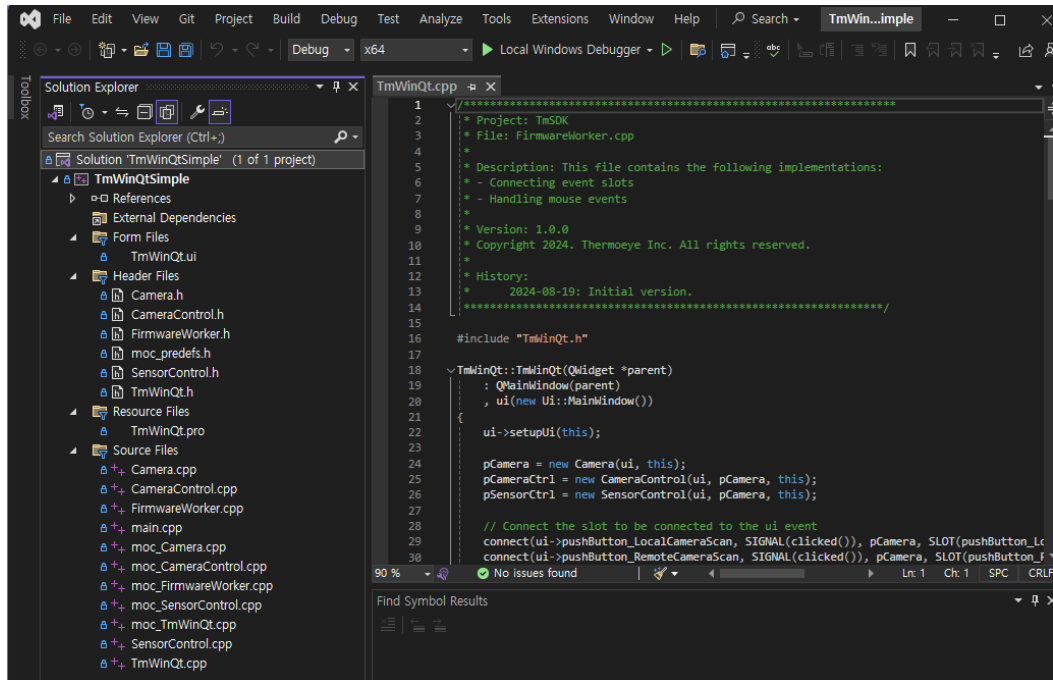 File Edit View Git Project Build Debug Test Analyze Tools Extensions Window Help Search TmWin...imple
Debug x64 Local Windows Debugger
Toolbox
Solution Explorer
Search Solution Explorer (Ctrl+;)
Solution 'TmWinQtSimple' (1 of 1 project)
TmWinQtSimple
References
External Dependencies
Form Files
TmWinQt.ui
Header Files
Camera.h
CameraControl.h
FirmwareWorker.h
moc_predefs.h
SensorControl.h
TmWinQt.h
Resource Files
TmWinQt.pro
Source Files
Camera.cpp
CameraControl.cpp
FirmwareWorker.cpp
main.cpp
moc_Camera.cpp
moc_CameraControl.cpp
moc_FirmwareWorker.cpp
moc_SensorControl.cpp
moc_TmWinQt.cpp
SensorControl.cpp
TmWinQt.cpp
TmWinQt.cpp
1 /******************************************************************
2 * Project: TmSDK
3 * File: FirmwareWorker.cpp
4 *
5 * Description: This file contains the following implementations:
6 * - Connecting event slots
7 * - Handling mouse events
8 *
9 * Version: 1.0.0
10 * Copyright 2024. Thermoeye Inc. All rights reserved.
11 *
12 * History:
13 *      2024-08-19: Initial version.
14 ****************************************************************/
15
16 #include "TmWinQt.h"
17
18 TmWinQt::TmWinQt(QWidget *parent)
19     : QMainWindow(parent)
20     , ui(new Ui::MainWindow())
21 {
22     ui->setupUi(this);
23
24     pCamera = new Camera(ui, this);
25     pCameraCtrl = new CameraControl(ui, pCamera, this);
26     pSensorCtrl = new SensorControl(ui, pCamera, this);
27
28     // Connect the slot to be connected to the ui event
29     connect(ui->pushButton_LocalCameraScan, SIGNAL(clicked()), pCamera, SLOT(pushButton_Lo
30     connect(ui->pushButton_RemoteCameraScan, SIGNAL(clicked()), pCamera, SLOT(pushButton_R
90 % No issues found Ln: 1 Ch: 1 SPC CRLF
Find Symbol Results